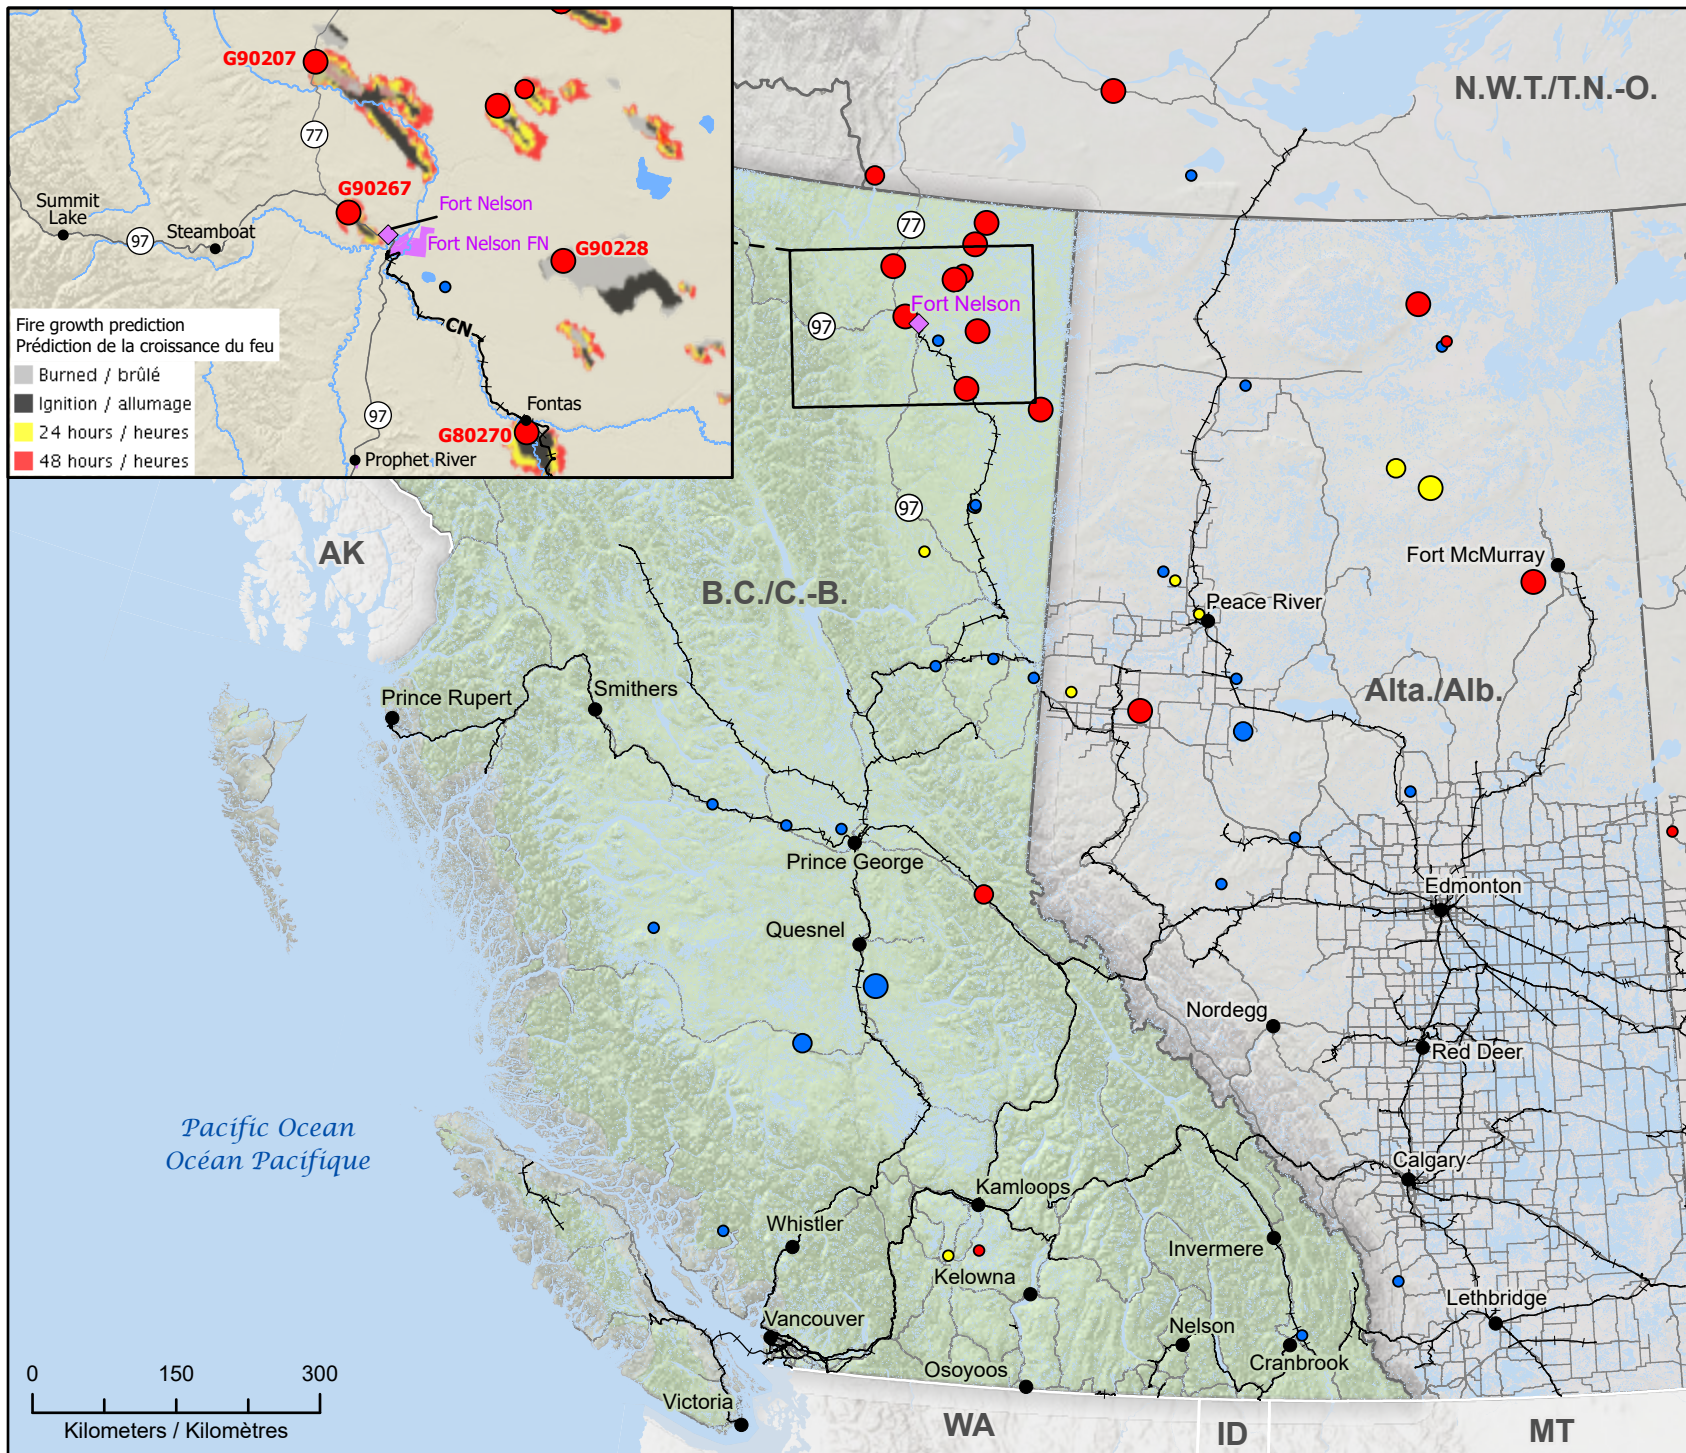 G90207
77
G90267
Summit
Lake
97
Steamboat
Fort Nelson
Fort Nelson FN
G90228
CN
Fire growth prediction
Prédiction de la croissance du feu
Burned / brûlé
Ignition / allumage
24 hours / heures
48 hours / heures
97
Fontas
G80270
Prophet River
N.W.T./T.N.-O.
77
Fort Nelson
97
97
AK
B.C./C.-B.
Fort McMurray
Peace River
Alta./Alb.
Prince Rupert
Smithers
Prince George
Edmonton
Quesnel
Nordegg
Red Deer
Pacific Ocean
Océan Pacifique
Calgary
Kamloops
Whistler
Invermere
Kelowna
Lethbridge
Vancouver
Nelson
Cranbrook
Osoyoos
Victoria
0 150 300
Kilometers / Kilomètres
WA
ID
MT